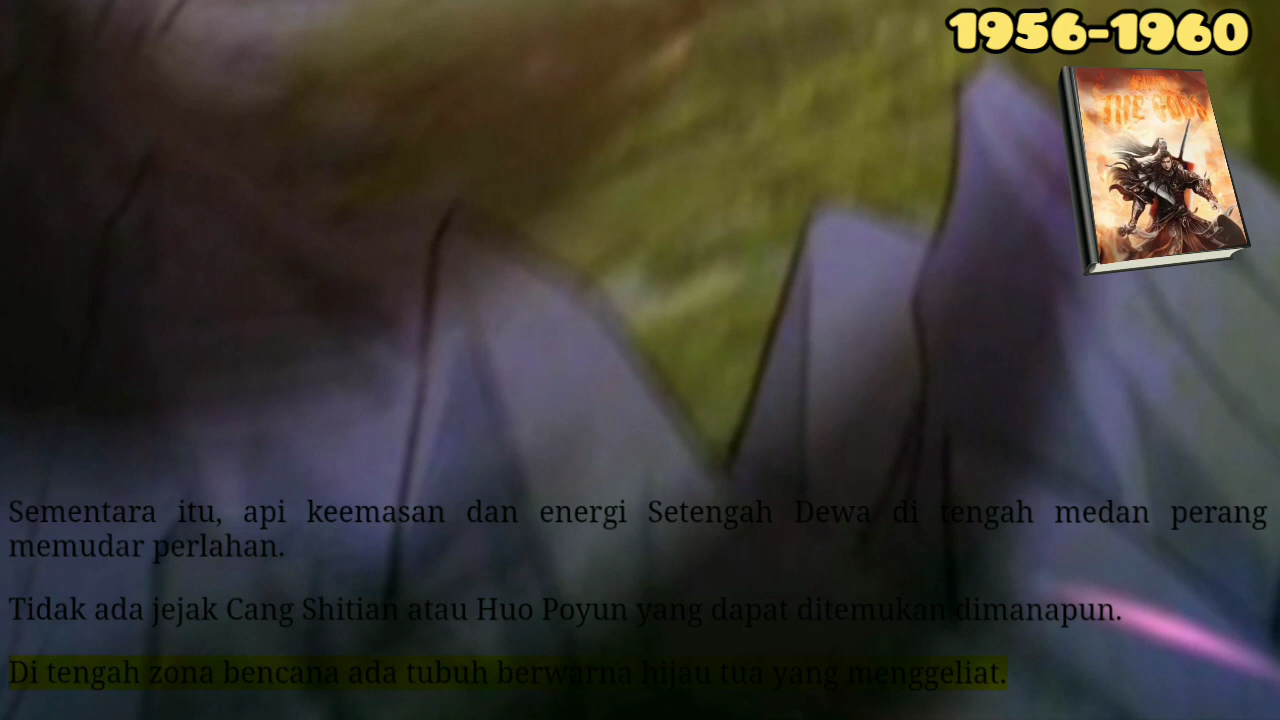 1956-1960
THE GODS
Sementara itu, api keemasan dan energi Setengah Dewa di tengah medan perang
memudar perlahan.
Tidak ada jejak Cang Shitian atau Huo Poyun yang dapat ditemukan dimanapun.
Di tengah zona bencana ada tubuh berwarna hijau tua yang menggeliat.